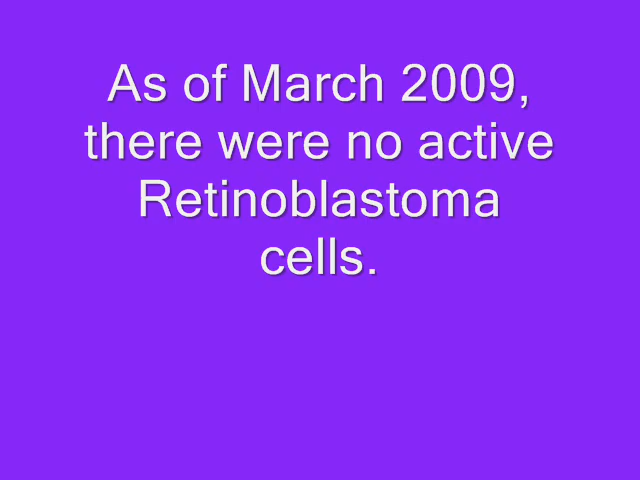 As of March 2009,
there were no active
Retinoblastoma
cells.